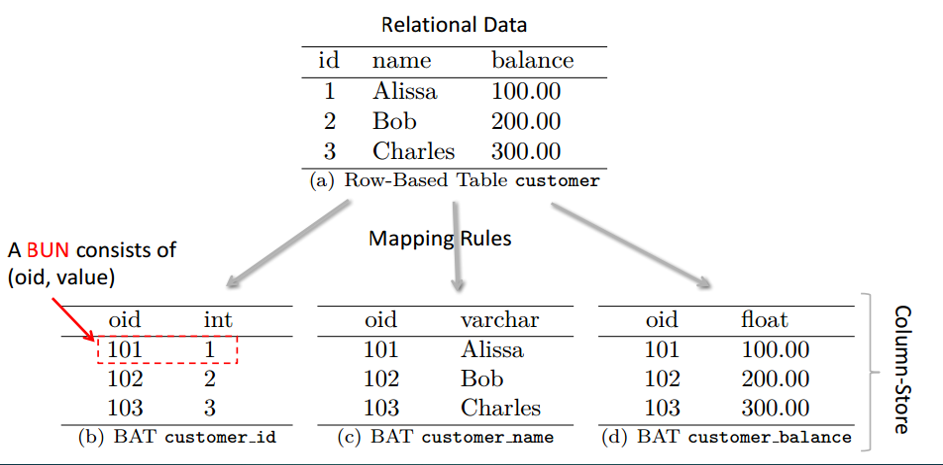 Relational Data
id name balance
1 Alissa 100.00
2 Bob 200.00
3 Charles 300.00
(a) Row-Based Table customer
Mapping Rules
A BUN consists of
(oid, value)
oid int
101 1
102 2
103 3
(b) BAT customer_id
oid varchar
101 Alissa
102 Bob
103 Charles
(c) BAT customer_name
oid float
101 100.00
102 200.00
103 300.00
(d) BAT customer_balance
Column-Store